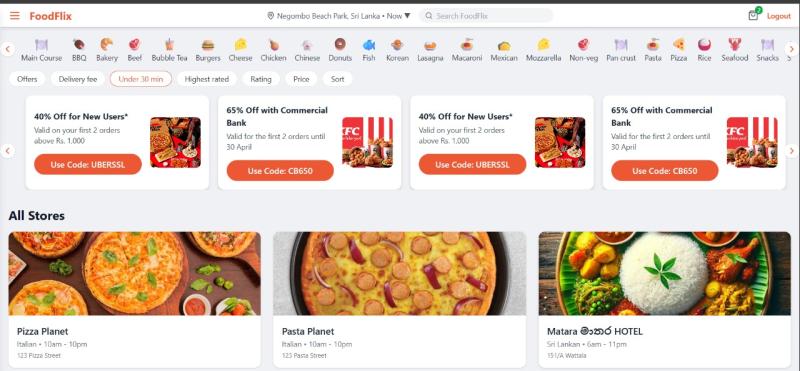 FoodFlix
Negombo Beach Park, Sri Lanka • Now ▼
Search FoodFlix
2
Logout
Main Course BBQ Bakery Beef Bubble Tea Burgers Cheese Chicken Chinese Donuts Fish Korean Lasagna Macaroni Mexican Mozzarella Non-veg Pan crust Pasta Pizza Rice Seafood Snacks S
Offers Delivery fee Under 30 min Highest rated Rating Price Sort
40% Off for New Users*
Valid on your first 2 orders
above Rs. 1,000
Use Code: UBERSSL
65% Off with Commercial
Bank
Valid for the first 2 orders until
30 April
Use Code: CB650
KFC
40% Off for New Users*
Valid on your first 2 orders
above Rs. 1,000
Use Code: UBERSSL
65% Off with Commercial
Bank
Valid for the first 2 orders until
30 April
Use Code: CB650
KFC
All Stores
Pizza Planet
Italian • 10am - 10pm
123 Pizza Street
Pasta Planet
Italian • 10am - 10pm
123 Pasta Street
Matara මාතර HOTEL
Sri Lankan • 6am - 11pm
151/A Wattala